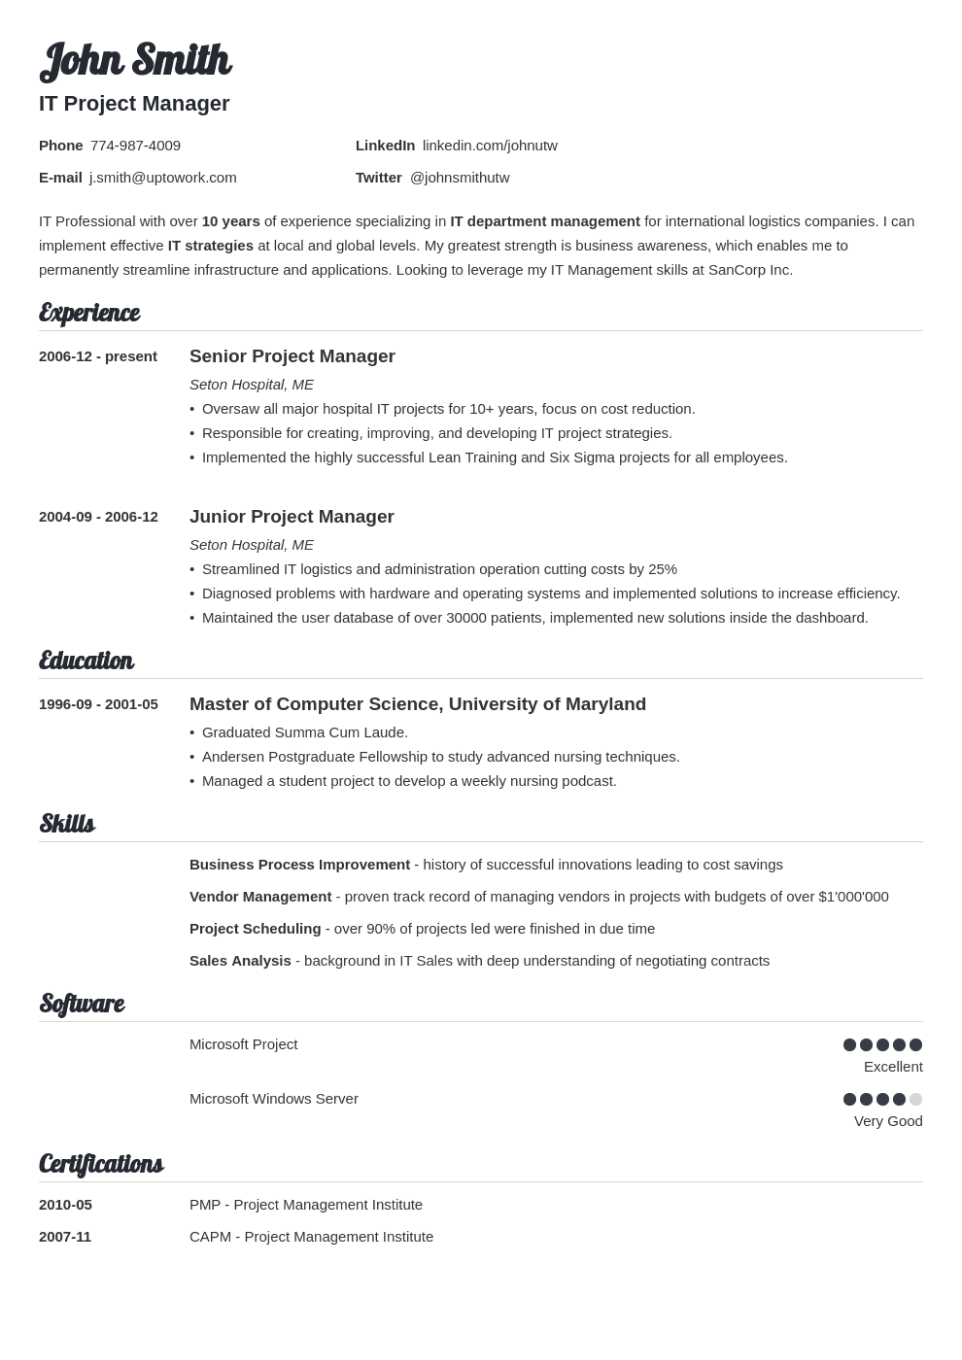 John Smith
IT Project Manager
Phone 774-987-4009 LinkedIn linkedin.com/johnutw
E-mail j.smith@uptowork.com Twitter @johnsmithutw
IT Professional with over 10 years of experience specializing in IT department management for international logistics companies. I can
implement effective IT strategies at local and global levels. My greatest strength is business awareness, which enables me to
permanently streamline infrastructure and applications. Looking to leverage my IT Management skills at SanCorp Inc.
Experience
2006-12 - present Senior Project Manager
Seton Hospital, ME
• Oversaw all major hospital IT projects for 10+ years, focus on cost reduction.
• Responsible for creating, improving, and developing IT project strategies.
• Implemented the highly successful Lean Training and Six Sigma projects for all employees.
2004-09 - 2006-12 Junior Project Manager
Seton Hospital, ME
• Streamlined IT logistics and administration operation cutting costs by 25%
• Diagnosed problems with hardware and operating systems and implemented solutions to increase efficiency.
• Maintained the user database of over 30000 patients, implemented new solutions inside the dashboard.
Education
1996-09 - 2001-05 Master of Computer Science, University of Maryland
• Graduated Summa Cum Laude.
• Andersen Postgraduate Fellowship to study advanced nursing techniques.
• Managed a student project to develop a weekly nursing podcast.
Skills
Business Process Improvement - history of successful innovations leading to cost savings
Vendor Management - proven track record of managing vendors in projects with budgets of over $1'000'000
Project Scheduling - over 90% of projects led were finished in due time
Sales Analysis - background in IT Sales with deep understanding of negotiating contracts
Software
Microsoft Project
Excellent
Microsoft Windows Server
Very Good
Certifications
2010-05 PMP - Project Management Institute
2007-11 CAPM - Project Management Institute